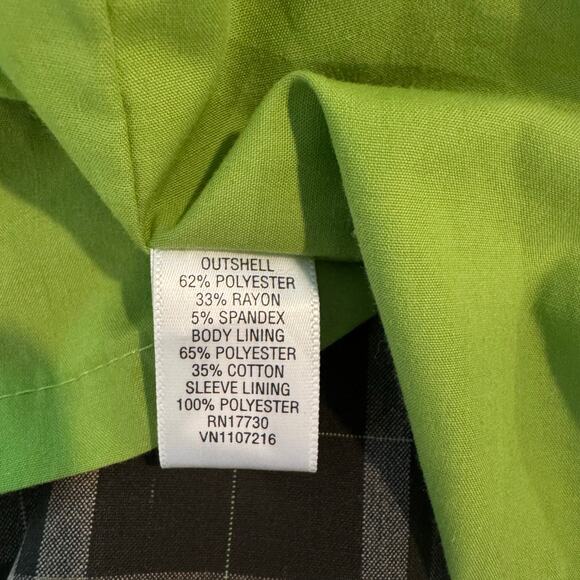 OUTSHELL
62% POLYESTER
33% RAYON
5% SPANDEX
BODY LINING
65% POLYESTER
35% COTTON
SLEEVE LINING
100% POLYESTER
RN17730
VN1107216